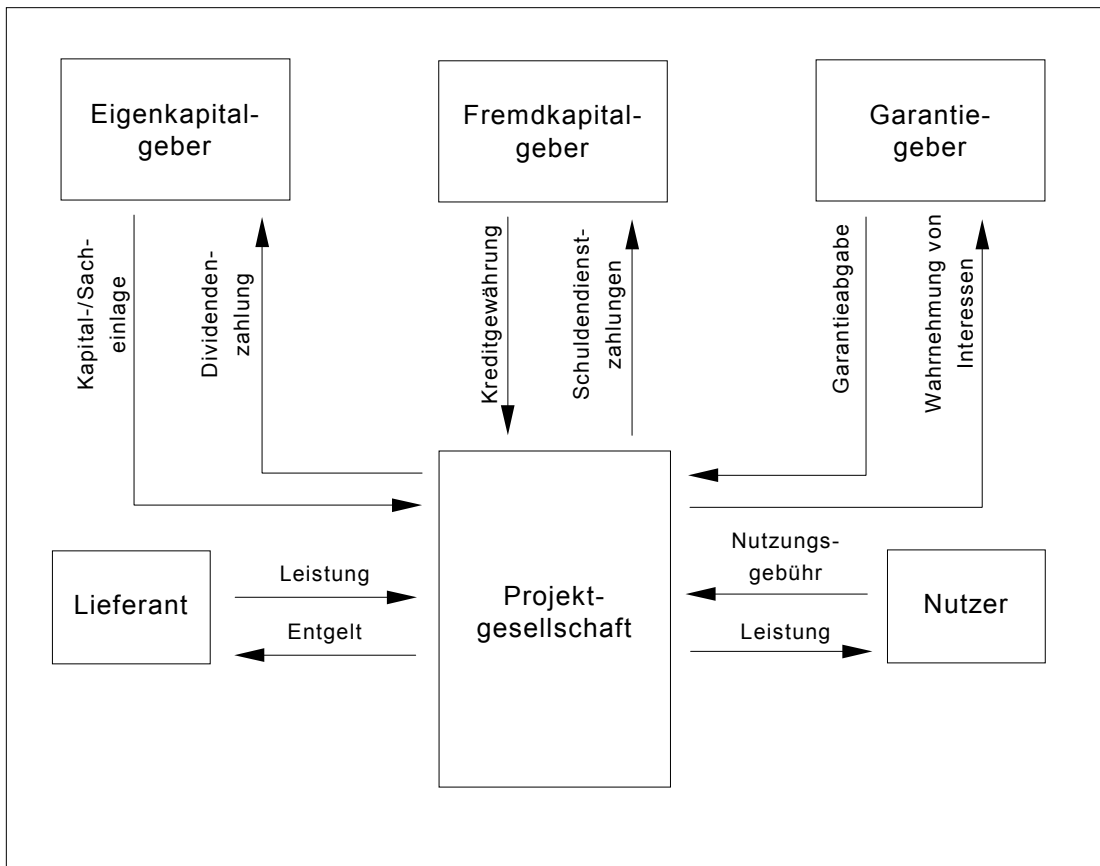 Eigenkapital-
geber
Fremdkapital-
geber
Garantie-
geber
Kapital-/Sach-
einlage
Dividenden-
zahlung
Kreditgewährung
Schuldendienst-
zahlungen
Garantieabgabe
Wahrnehmung von
Interessen
Lieferant
Leistung
Entgelt
Projekt-
gesellschaft
Nutzungs-
gebühr
Leistung
Nutzer